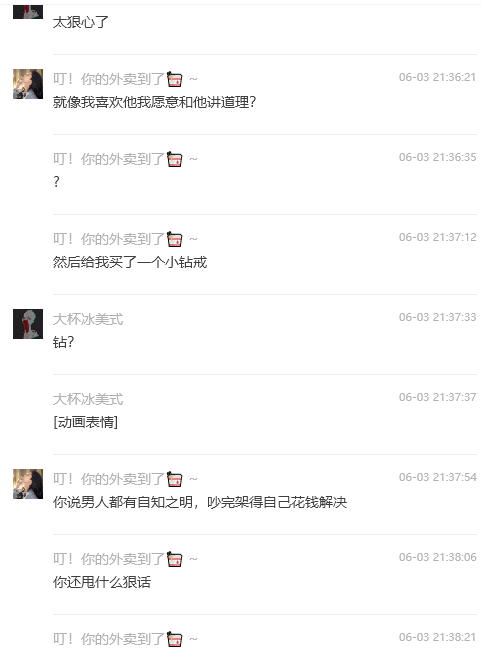 太狠心了
叮！你的外卖到了 ~
06-03 21:36:21
就像我喜欢他我愿意和他讲道理？
叮！你的外卖到了 ~
06-03 21:36:35
？
叮！你的外卖到了 ~
06-03 21:37:12
然后给我买了一个小钻戒
大杯冰美式
06-03 21:37:33
钻？
大杯冰美式
06-03 21:37:37
[动画表情]
叮！你的外卖到了 ~
06-03 21:37:54
你说男人都有自知之明，吵完架得自己花钱解决
叮！你的外卖到了 ~
06-03 21:38:06
你还甩什么狠话
叮！你的外卖到了 ~
06-03 21:38:21